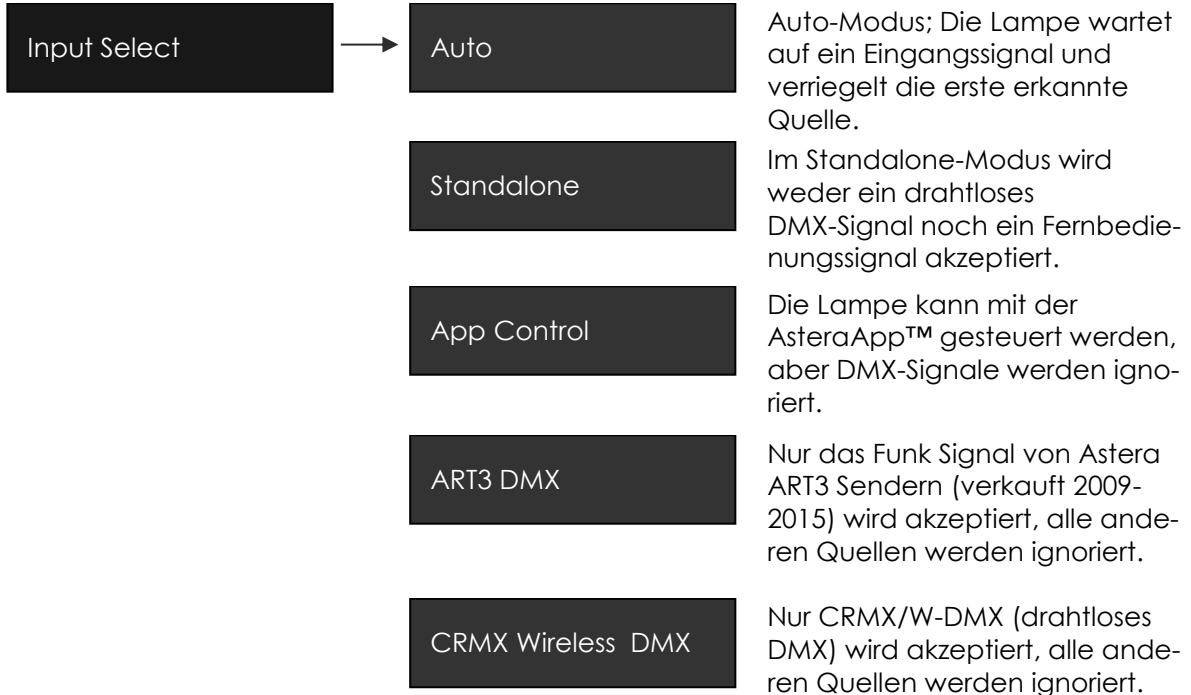 Input Select
Auto
Auto-Modus; Die Lampe wartet
auf ein Eingangssignal und
verriegelt die erste erkannte
Quelle.
Standalone
Im Standalone-Modus wird
weder ein drahtloses
DMX-Signal noch ein Fernbedie-
nungssignal akzeptiert.
App Control
Die Lampe kann mit der
AsteraApp™ gesteuert werden,
aber DMX-Signale werden igno-
riert.
ART3 DMX
Nur das Funk Signal von Astera
ART3 Sendern (verkauft 2009-
2015) wird akzeptiert, alle ande-
ren Quellen werden ignoriert.
CRMX Wireless  DMX
Nur CRMX/W-DMX (drahtloses
DMX) wird akzeptiert, alle ande-
ren Quellen werden ignoriert.